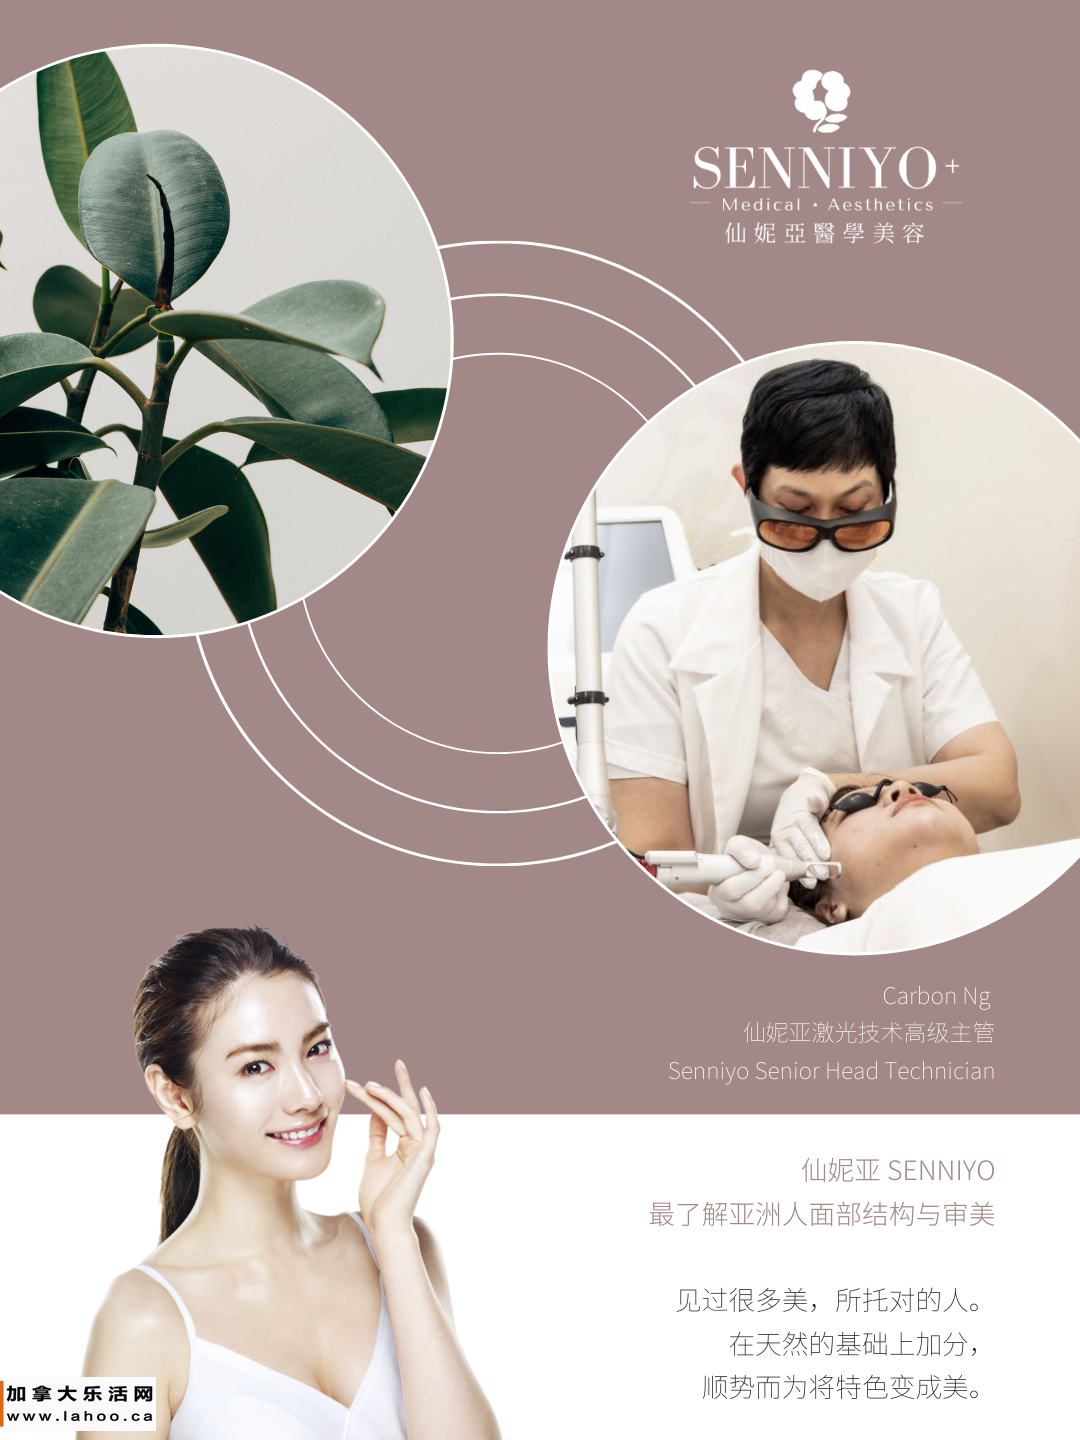 SENNIYO+
Medical · Aesthetics
仙妮亞醫學美容
Carbon Ng
仙妮亚激光技术高级主管
Senniyo Senior Head Technician
仙妮亚 SENNIYO
最了解亚洲人面部结构与审美
见过很多美，所托对的人。
在天然的基础上加分，
顺势而为将特色变成美。
加拿大乐活网
www.lahoo.ca